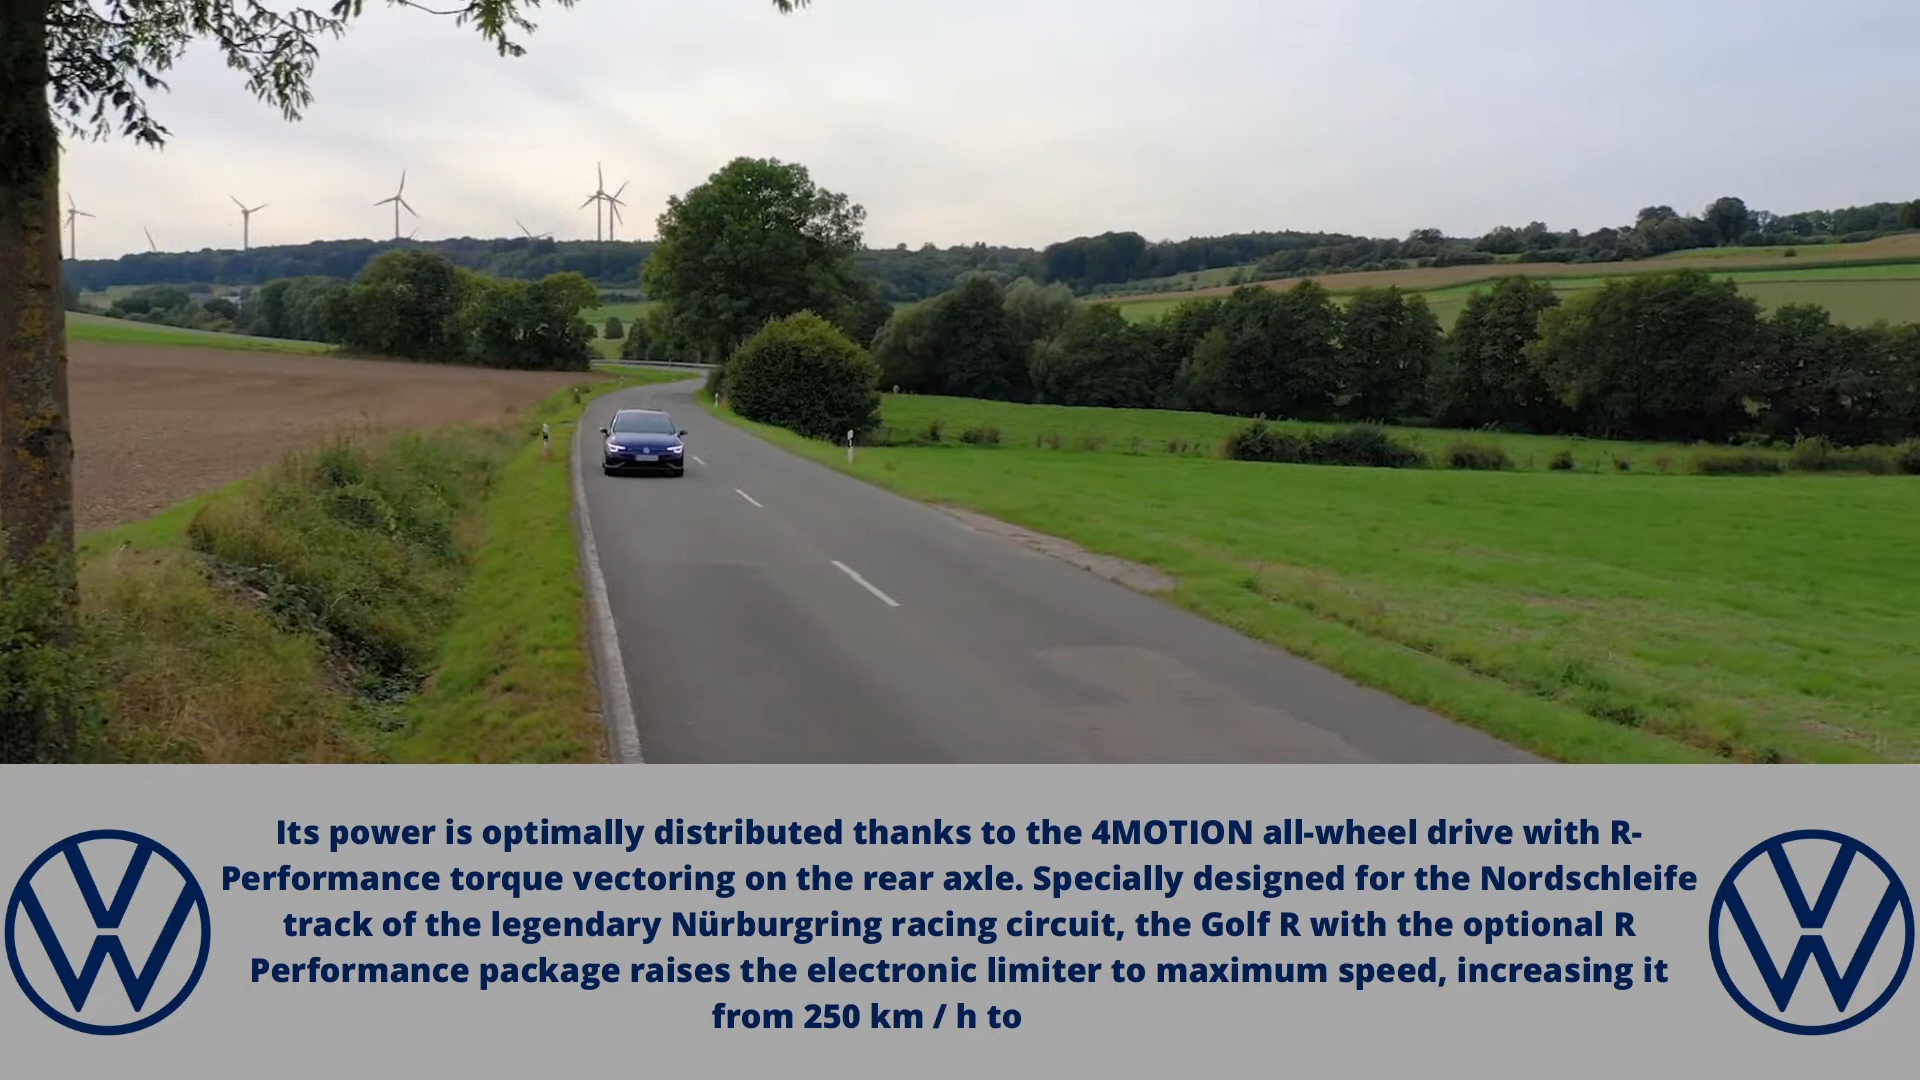 Its power is optimally distributed thanks to the 4MOTION all-wheel drive with R-
Performance torque vectoring on the rear axle. Specially designed for the Nordschleife
track of the legendary Nürburgring racing circuit, the Golf R with the optional R
Performance package raises the electronic limiter to maximum speed, increasing it
from 250 km / h to